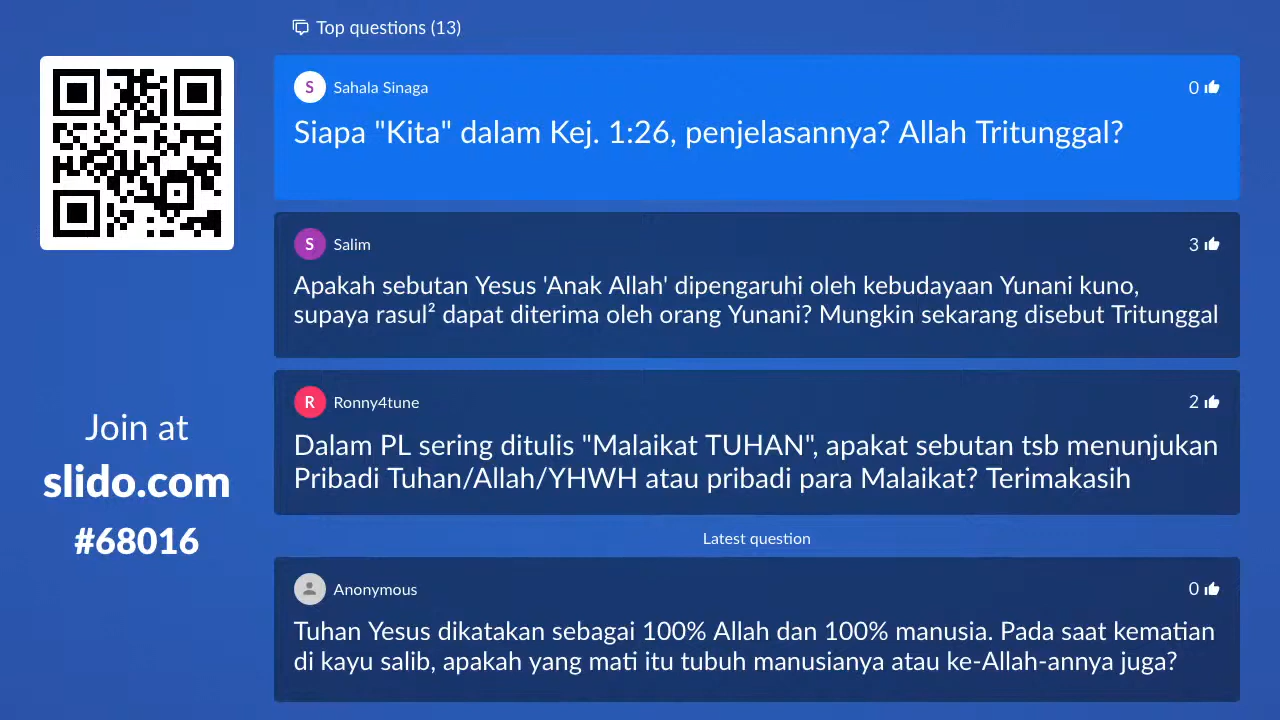 Top questions (13)
S Sahala Sinaga 0
Siapa "Kita" dalam Kej. 1:26, penjelasannya? Allah Tritunggal?
S Salim 3
Apakah sebutan Yesus 'Anak Allah' dipengaruhi oleh kebudayaan Yunani kuno,
supaya rasul² dapat diterima oleh orang Yunani? Mungkin sekarang disebut Tritunggal
R Ronny4tune 2
Dalam PL sering ditulis "Malaikat TUHAN", apakat sebutan tsb menunjukan
Pribadi Tuhan/Allah/YHWH atau pribadi para Malaikat? Terimakasih
Latest question
Anonymous 0
Tuhan Yesus dikatakan sebagai 100% Allah dan 100% manusia. Pada saat kematian
di kayu salib, apakah yang mati itu tubuh manusianya atau ke-Allah-annya juga?
Join at
slido.com
#68016